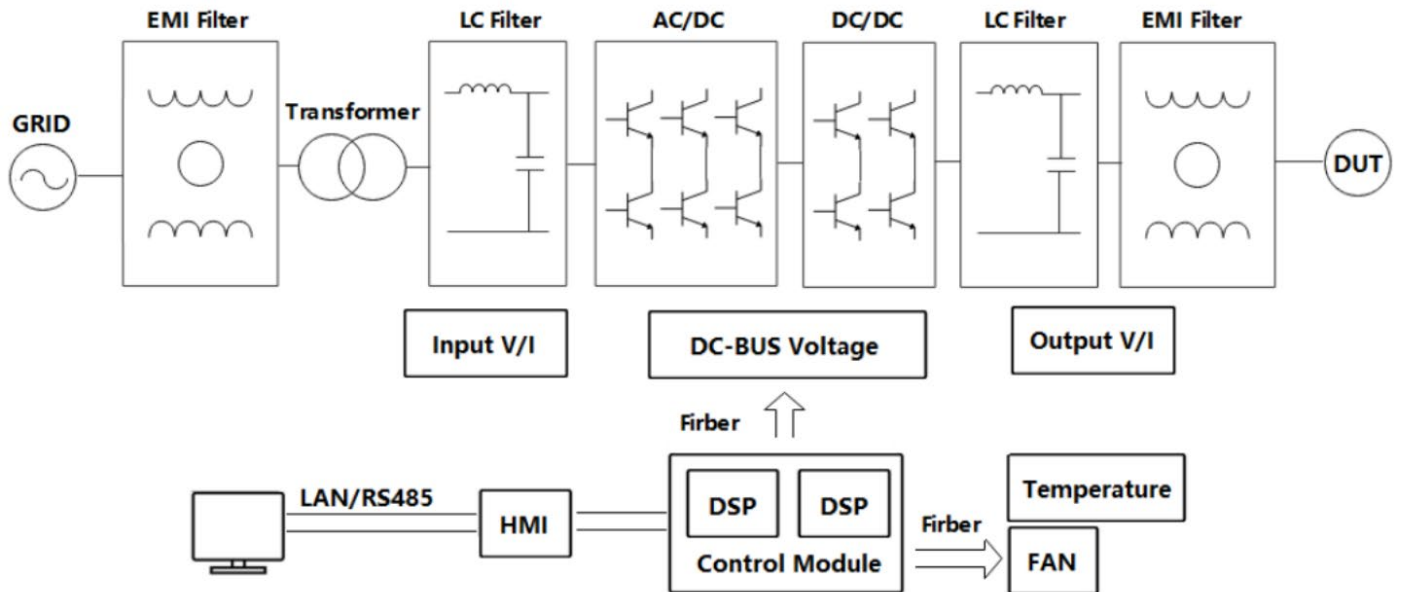 EMI Filter
LC Filter
AC/DC
DC/DC
LC Filter
EMI Filter
GRID
Transformer
DUT
Input V/I
DC-BUS Voltage
Output V/I
Firber
LAN/RS485
HMI
DSP
DSP
Control Module
Firber
Temperature
FAN